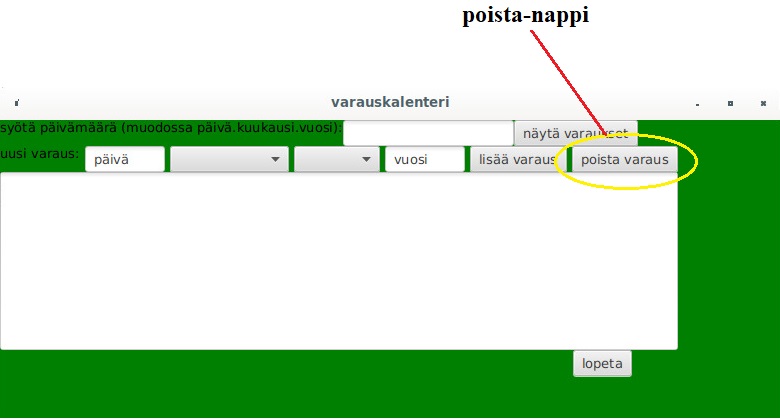 poista-nappi
varauskalenteri
syötä päivämäärä (muodossa päivä.kuukausi.vuosi): näytä varaukset
uusi varaus: päivä vuosi lisää varaus poista varaus
lopeta